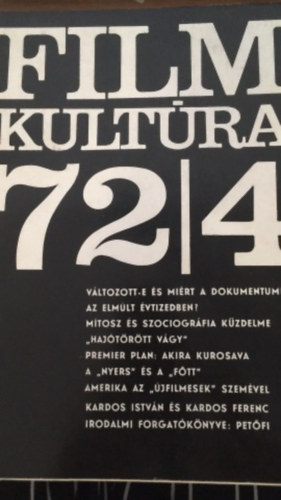 FILM
KULTÚRA
72|4
VÁLTOZOTT-E ÉS MIÉRT A DOKUMENTUM
AZ ELMÚLT ÉVTIZEDBEN?
MÍTOSZ ÉS SZOCIOGRÁFIA KÜZDELME
„HAJÓTÖRÖTT VÁGY”
PREMIER PLAN: AKIRA KUROSAVA
A „NYERS” ÉS A „FŐTT”
AMERIKA AZ „ÚJFILMESEK” SZEMÉVEL
KARDOS ISTVÁN ÉS KARDOS FERENC
IRODALMI FORGATÓKÖNYVE: PETŐFI